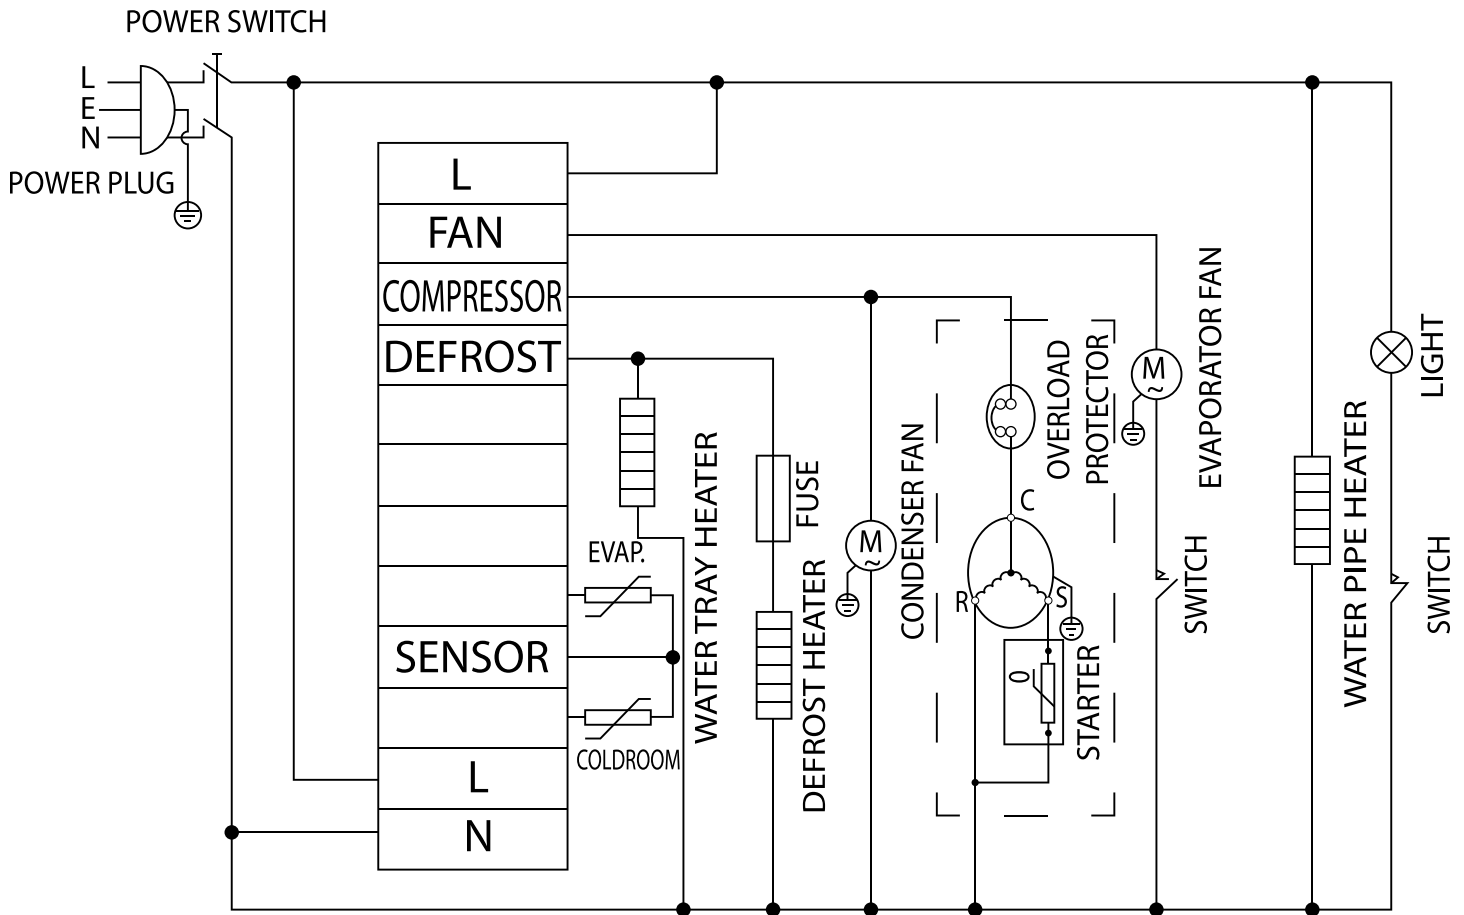 POWER SWITCH
L
E
N
POWER PLUG
L
FAN
COMPRESSOR
DEFROST
SENSOR
L
N
EVAP.
COLDROOM
WATER TRAY HEATER
FUSE
DEFROST HEATER
M
~
CONDENSER FAN
OVERLOAD
PROTECTOR
C
R
S
STARTER
0
M
~
EVAPORATOR FAN
SWITCH
WATER PIPE HEATER
LIGHT
SWITCH